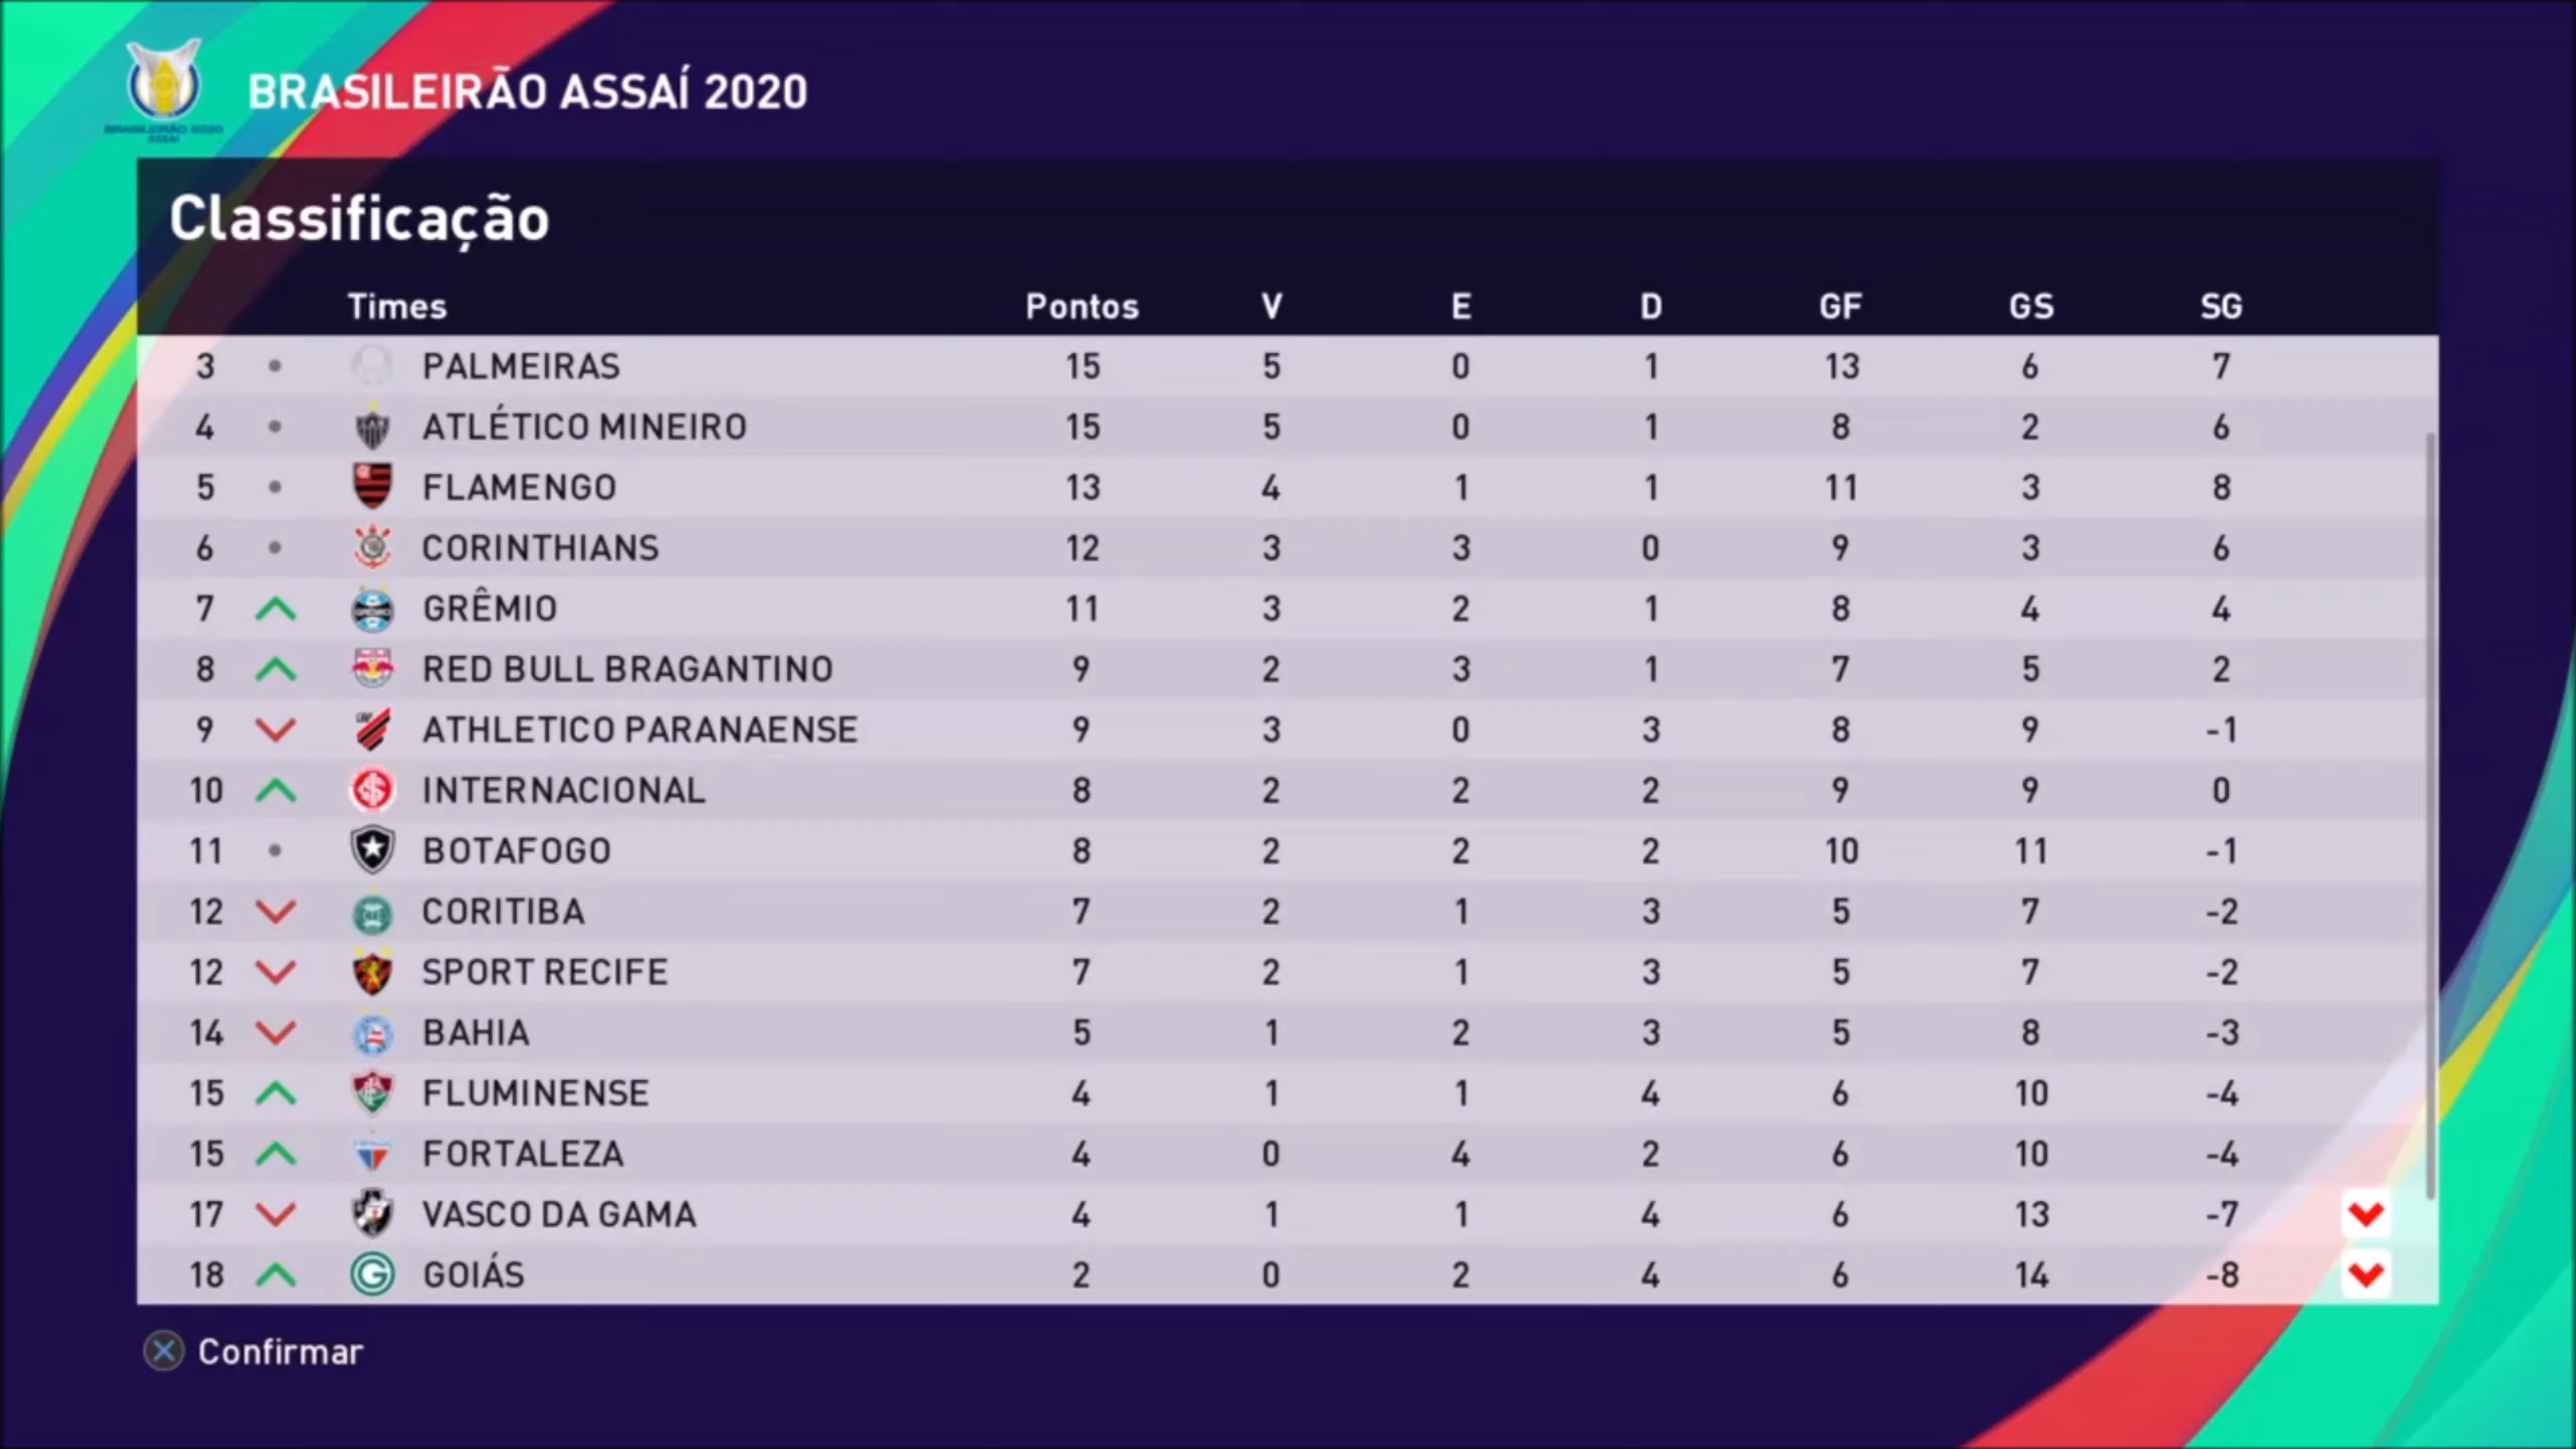 BRASILEIRÃO ASSAÍ 2020
BRASILEIRÃO 2020
ASSAÍ
Classificação
Times Pontos V E D GF GS SG
3 PALMEIRAS 15 5 0 1 13 6 7
4 ATLÉTICO MINEIRO 15 5 0 1 8 2 6
5 FLAMENGO 13 4 1 1 11 3 8
6 CORINTHIANS 12 3 3 0 9 3 6
7 GRÊMIO 11 3 2 1 8 4 4
8 RED BULL BRAGANTINO 9 2 3 1 7 5 2
9 ATHLETICO PARANAENSE 9 3 0 3 8 9 -1
10 INTERNACIONAL 8 2 2 2 9 9 0
11 BOTAFOGO 8 2 2 2 10 11 -1
12 CORITIBA 7 2 1 3 5 7 -2
12 SPORT RECIFE 7 2 1 3 5 7 -2
14 BAHIA 5 1 2 3 5 8 -3
15 FLUMINENSE 4 1 1 4 6 10 -4
15 FORTALEZA 4 0 4 2 6 10 -4
17 VASCO DA GAMA 4 1 1 4 6 13 -7
18 GOIÁS 2 0 2 4 6 14 -8
Confirmar